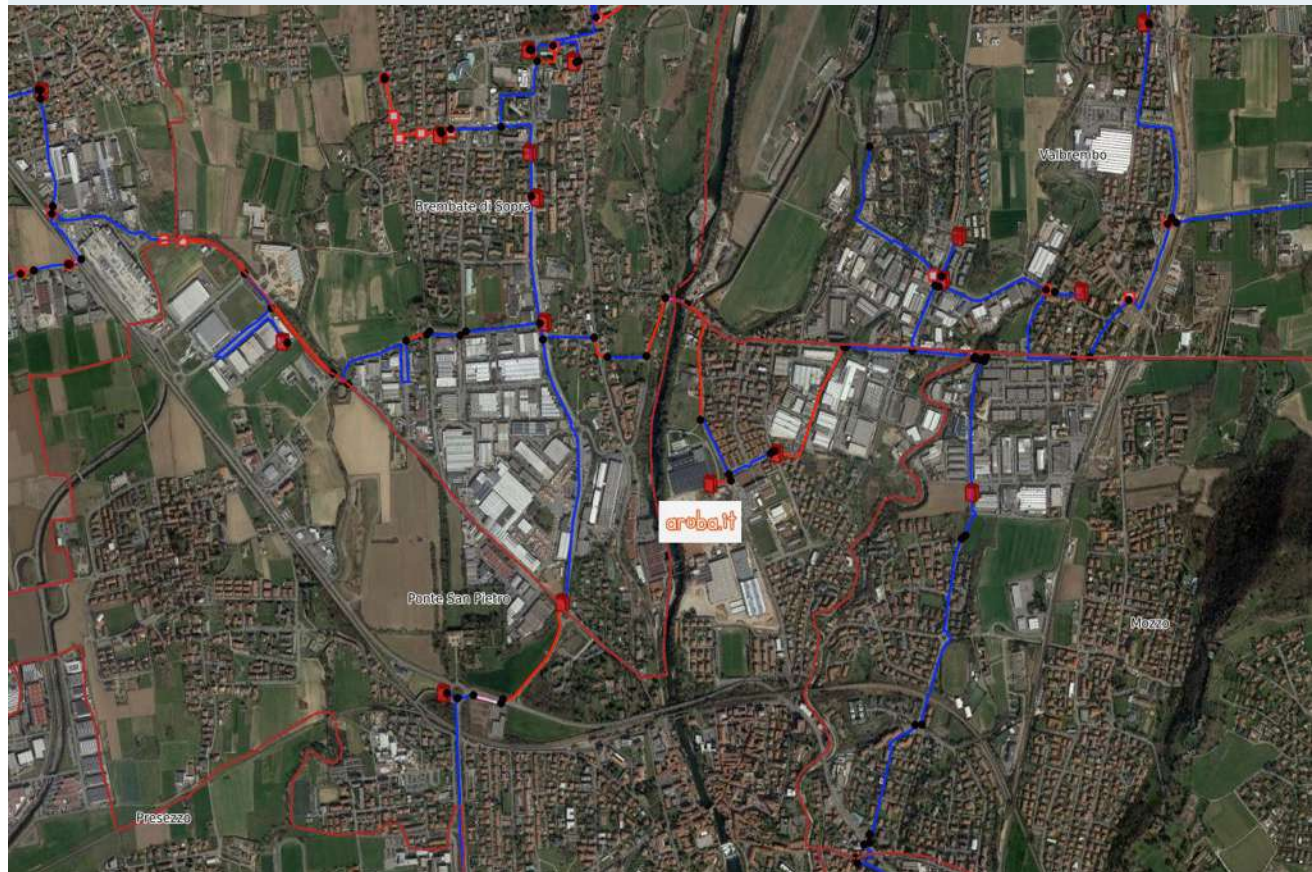 Valbrembo
Brembate di Sopra
aruba.it
Ponte San Pietro
Mozzo
Presezzo